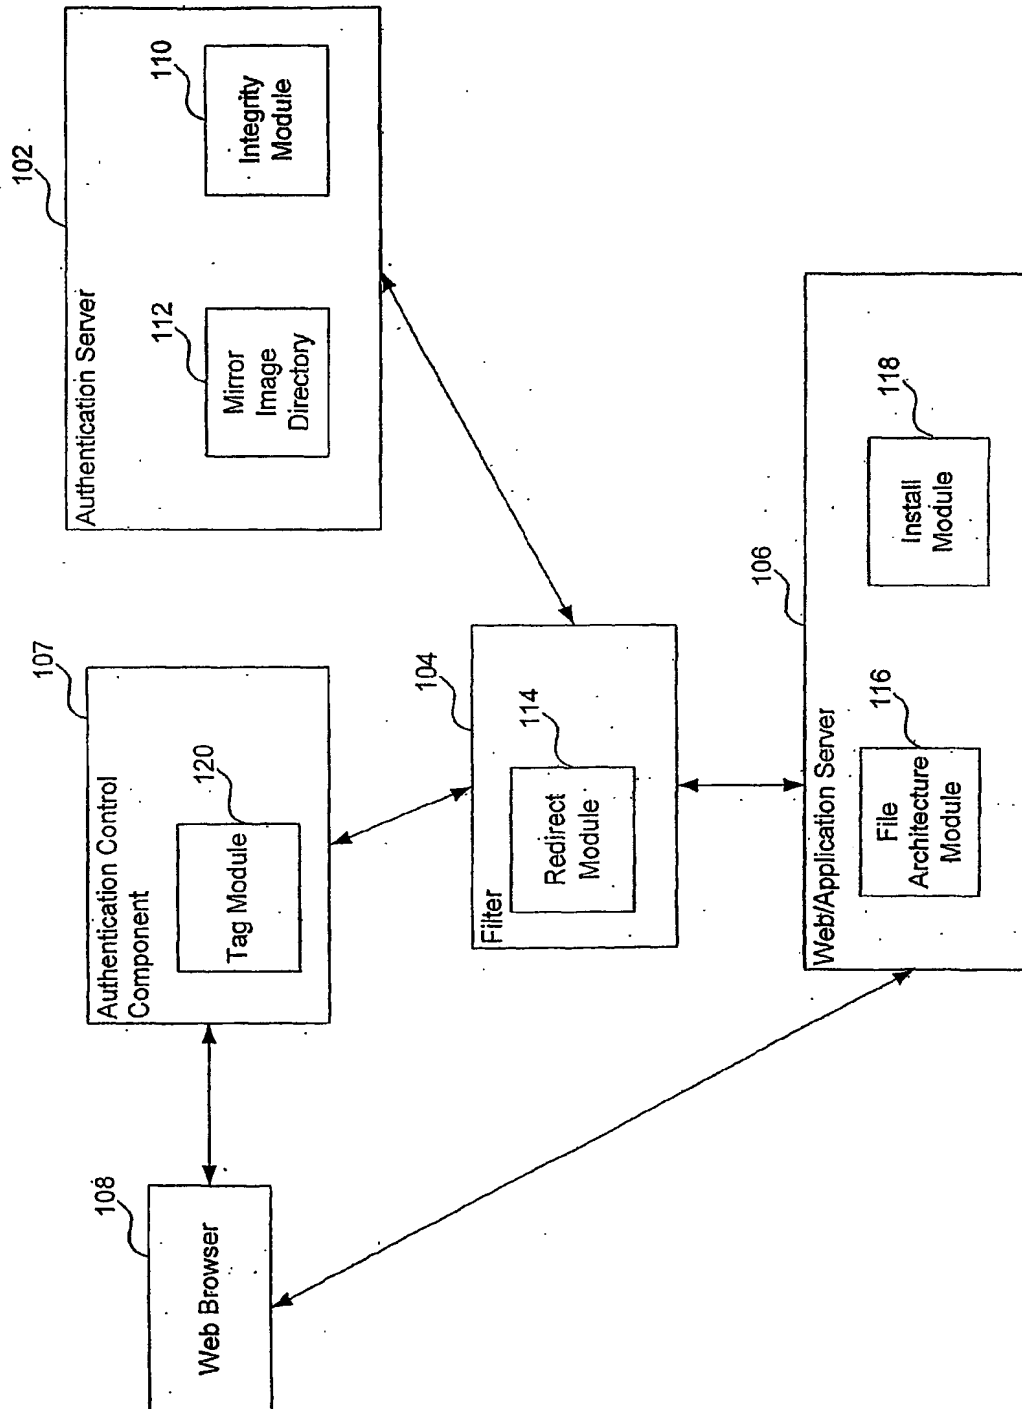 108
Web Browser
107
Authentication Control
Component
120
Tag Module
102
Authentication Server
112
Mirror
Image
Directory
110
Integrity
Module
104
Filter
114
Redirect
Module
106
Web/Application Server
116
File
Architecture
Module
118
Install
Module